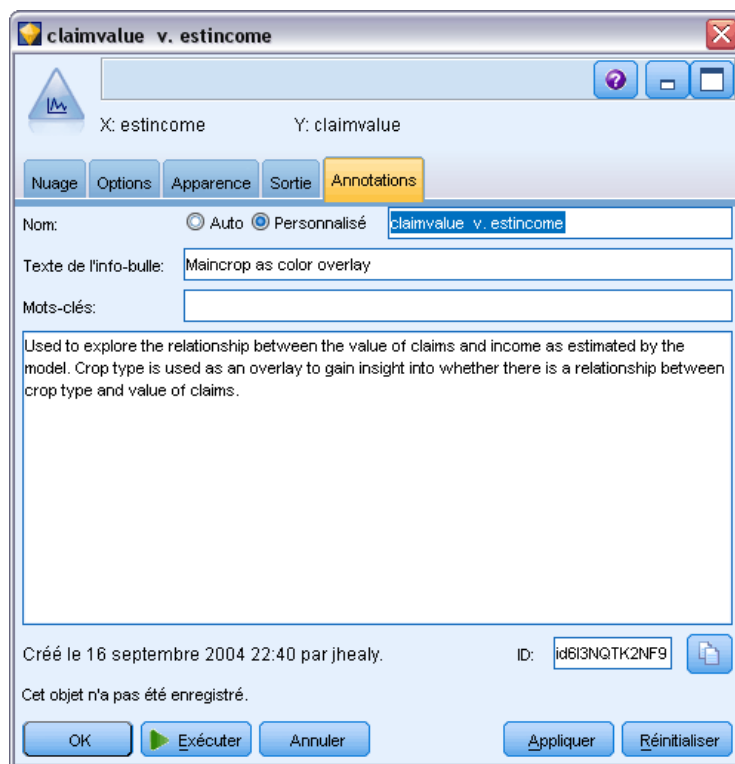 claimvalue v. estincome
X: estincome Y: claimvalue
Nuage Options Apparence Sortie Annotations
Nom: Auto Personnalisé claimvalue v. estincome
Texte de l'info-bulle: Maincrop as color overlay
Mots-clés:
Used to explore the relationship between the value of claims and income as estimated by the
model. Crop type is used as an overlay to gain insight into whether there is a relationship between
crop type and value of claims.
Créé le 16 septembre 2004 22:40 par jhealy. ID: id6I3NQTK2NF9
Cet objet n'a pas été enregistré.
OK Exécuter Annuler Appliquer Réinitialiser